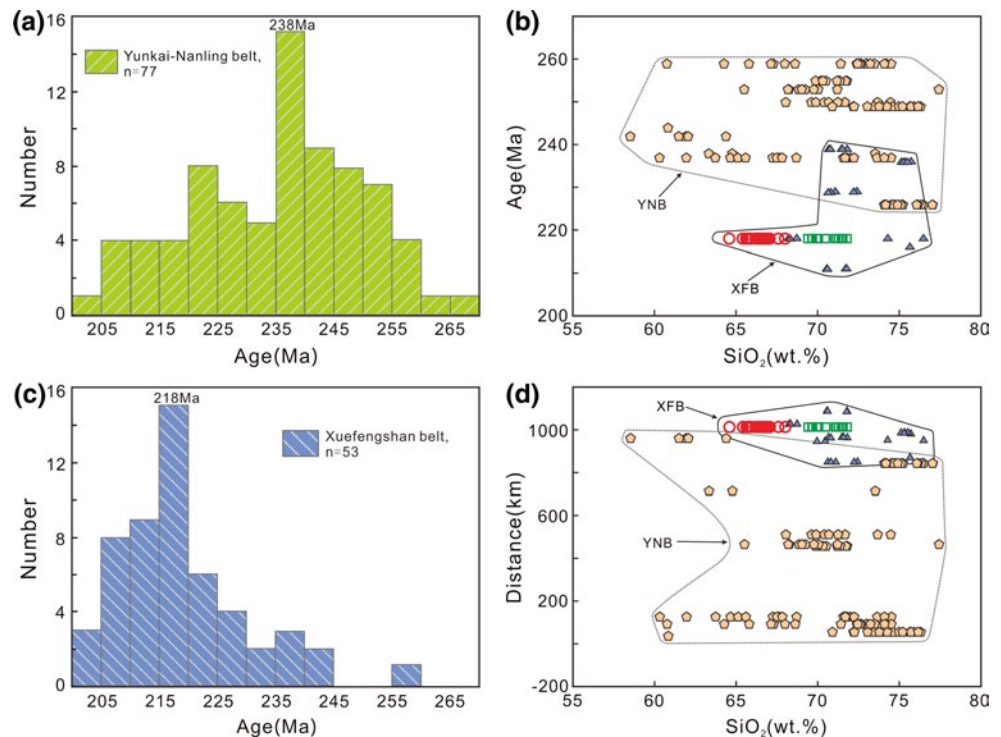 (a)
238Ma
16
12
8
4
0
Number
Yunkai-Nanling belt,
n=77
205 215 225 235 245 255 265
Age(Ma)
(b)
280
260
240
220
200
Age(Ma)
YNB
XFB
55 60 65 70 75 80
SiO₂(wt.%)
(c)
218Ma
16
12
8
4
0
Number
Xuefengshan belt,
n=53
205 215 225 235 245 255 265
Age(Ma)
(d)
1000
600
200
-200
Distance(km)
XFB
YNB
55 60 65 70 75 80
SiO₂(wt.%)